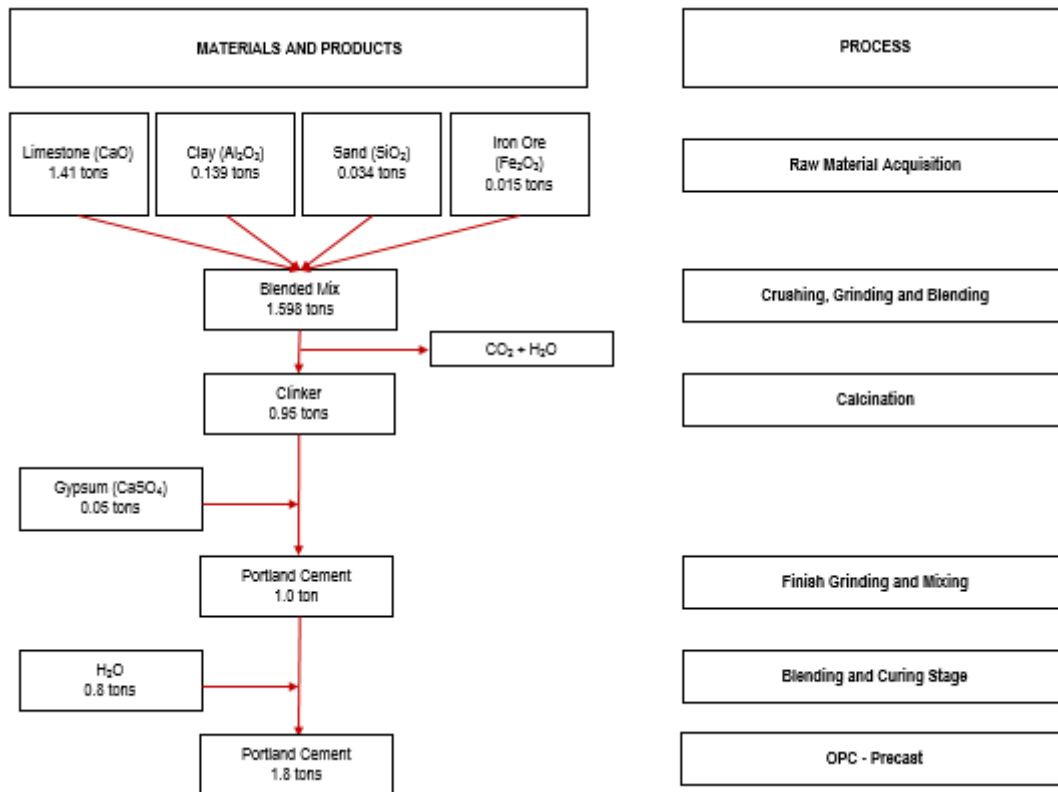 MATERIALS AND PRODUCTS
PROCESS
Limestone (CaO)
1.41 tons
Clay (Al₂O₃)
0.139 tons
Sand (SiO₂)
0.034 tons
Iron Ore
(Fe₂O₃)
0.015 tons
Raw Material Acquisition
Blended Mix
1.598 tons
Crushing, Grinding and Blending
CO₂ + H₂O
Clinker
0.95 tons
Calcination
Gypsum (CaSO₄)
0.05 tons
Portland Cement
1.0 ton
Finish Grinding and Mixing
H₂O
0.8 tons
Blending and Curing Stage
Portland Cement
1.8 tons
OPC - Precast